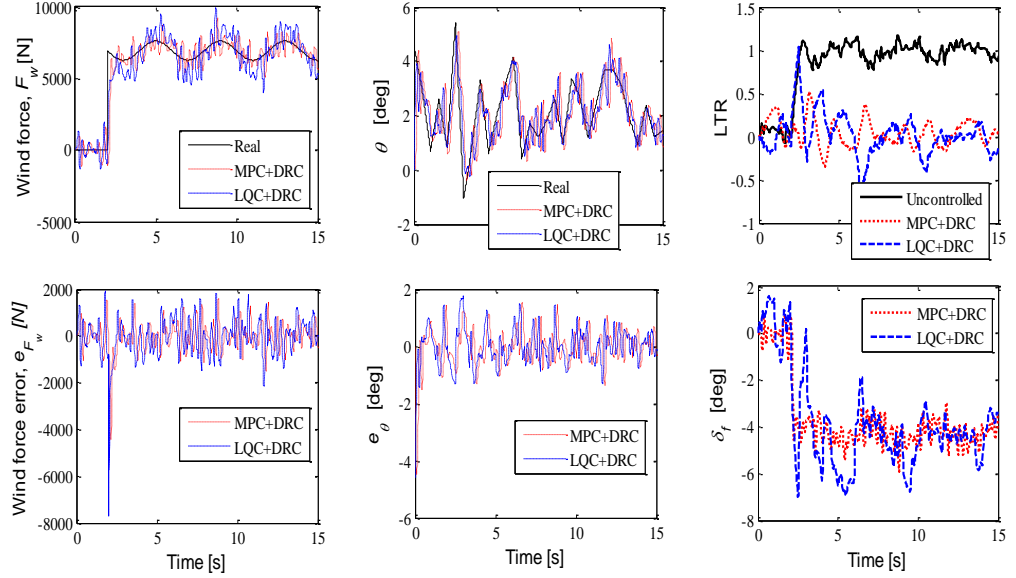 10000
5000
0
-5000
Wind force, F_w [N]
0 5 10 15
Real
MPC+DRC
LQC+DRC
6
4
2
0
-2
θ [deg]
0 5 10 15
Real
MPC+DRC
LQC+DRC
1.5
1
0.5
0
-0.5
-1
LTR
0 5 10 15
Uncontrolled
MPC+DRC
LQC+DRC
2000
0
-2000
-4000
-6000
-8000
Wind force error, e_{F_w} [N]
0 5 10 15
Time [s]
MPC+DRC
LQC+DRC
2
0
-2
-4
-6
e_θ [deg]
0 5 10 15
Time [s]
MPC+DRC
LQC+DRC
2
0
-2
-4
-6
-8
δ_f [deg]
0 5 10 15
Time [s]
MPC+DRC
LQC+DRC